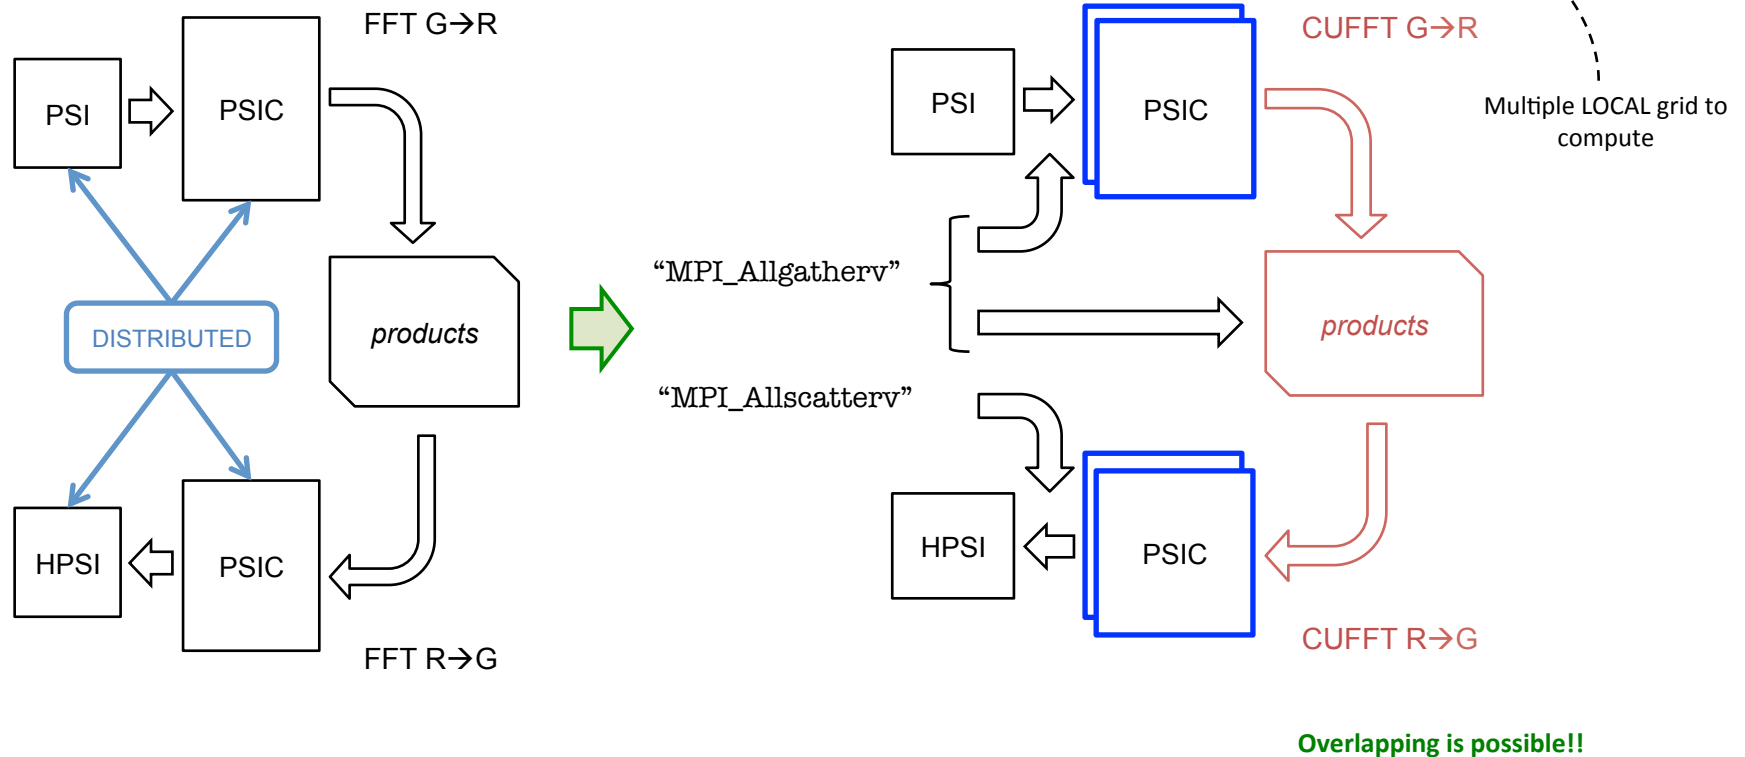 FFT G→R
PSI
PSIC
DISTRIBUTED
products
HPSI
PSIC
FFT R→G
“MPI_Allgatherv”
“MPI_Allscatterv”
CUFFT G→R
PSI
PSIC
Multiple LOCAL grid to
compute
products
HPSI
PSIC
CUFFT R→G
Overlapping is possible!!